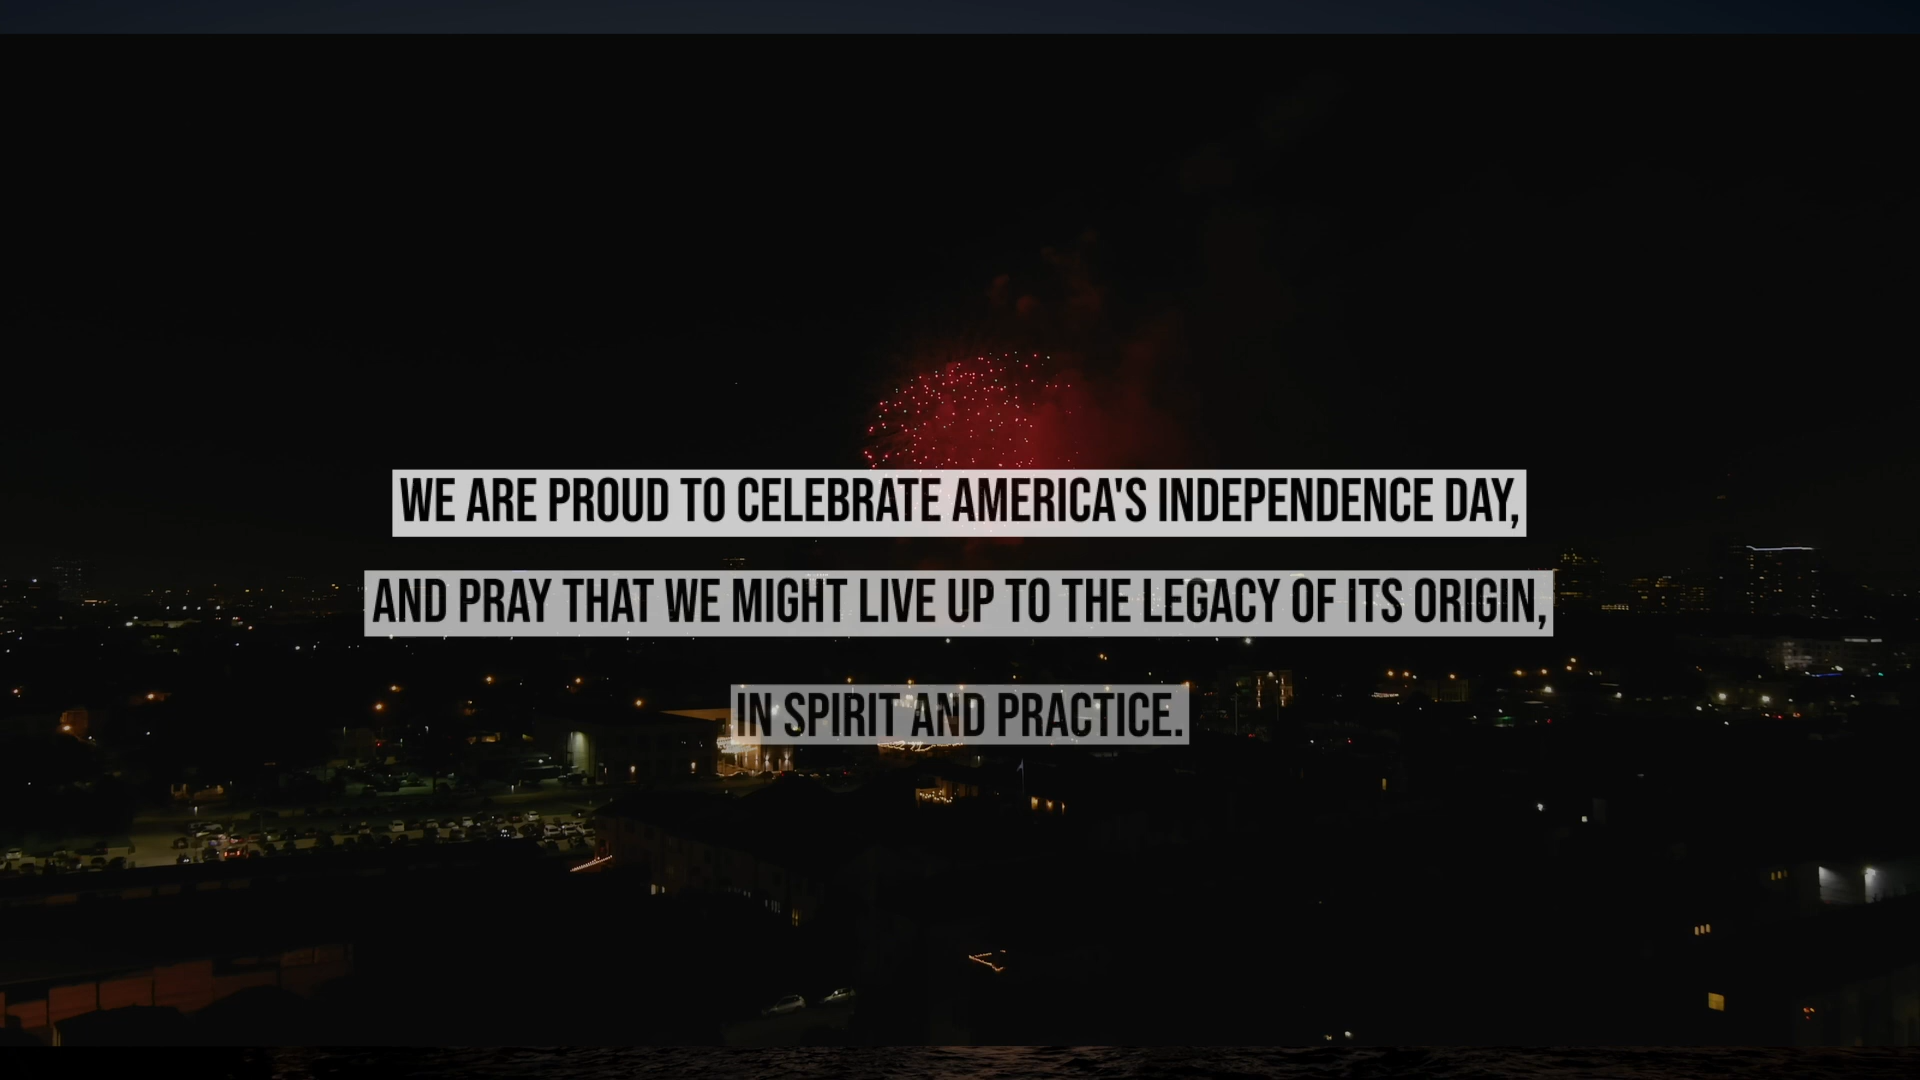 WE ARE PROUD TO CELEBRATE AMERICA'S INDEPENDENCE DAY,
AND PRAY THAT WE MIGHT LIVE UP TO THE LEGACY OF ITS ORIGIN,
IN SPIRIT AND PRACTICE.